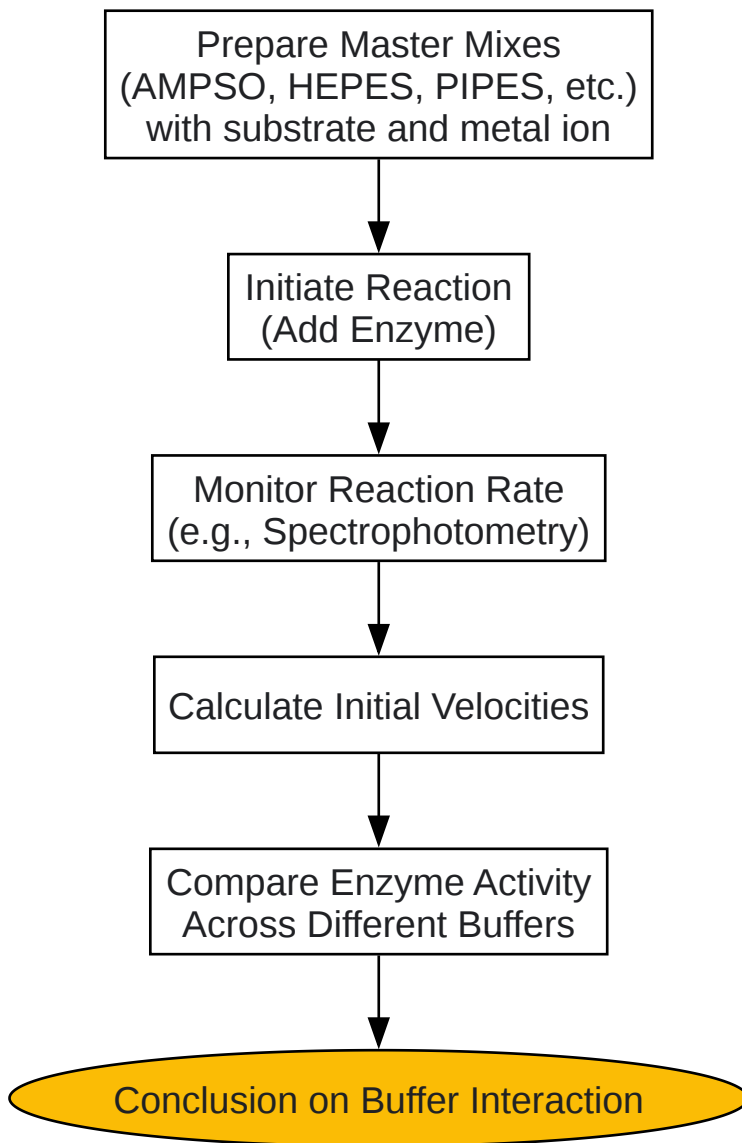 Prepare Master Mixes
(AMPSO, HEPES, PIPES, etc.)
with substrate and metal ion
Initiate Reaction
(Add Enzyme)
Monitor Reaction Rate
(e.g., Spectrophotometry)
Calculate Initial Velocities
Compare Enzyme Activity
Across Different Buffers
Conclusion on Buffer Interaction